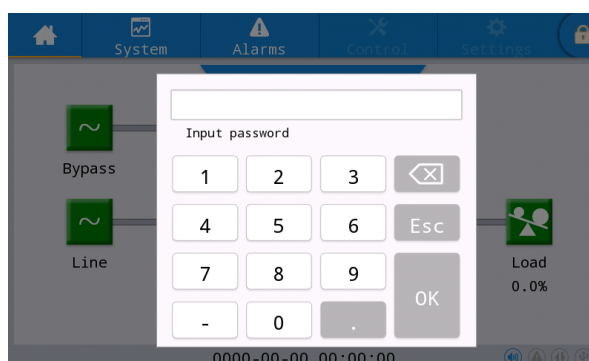 System Alarms Control Settings
Input password
1 2 3
4 5 6 Esc
7 8 9
OK
- 0 .
Bypass
Line
Load
0.0%
0000-00-00 00:00:00